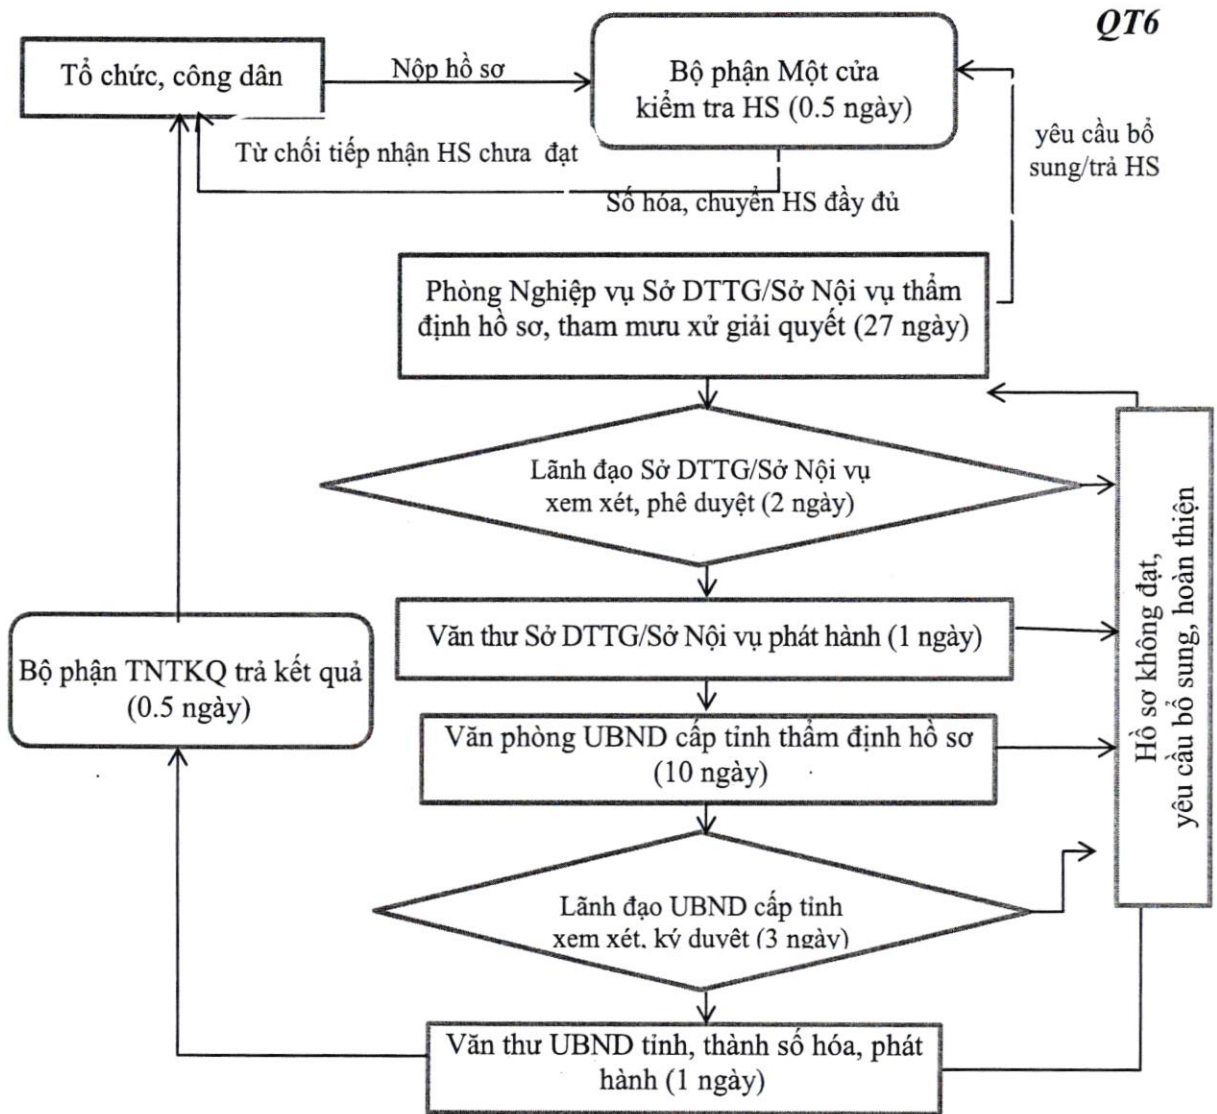 QT6
Tổ chức, công dân
Nộp hồ sơ
Bộ phận Một cửa
kiểm tra HS (0.5 ngày)
yêu cầu bổ
sung/trả HS
Từ chối tiếp nhận HS chưa đạt
Số hóa, chuyển HS đầy đủ
Phòng Nghiệp vụ Sở DTTG/Sở Nội vụ thẩm
định hồ sơ, tham mưu xử giải quyết (27 ngày)
Lãnh đạo Sở DTTG/Sở Nội vụ
xem xét, phê duyệt (2 ngày)
Hồ sơ không đạt,
yêu cầu bổ sung, hoàn thiện
Văn thư Sở DTTG/Sở Nội vụ phát hành (1 ngày)
Bộ phận TNTKQ trả kết quả
(0.5 ngày)
Văn phòng UBND cấp tỉnh thẩm định hồ sơ
(10 ngày)
Lãnh đạo UBND cấp tỉnh
xem xét, ký duyệt (3 ngày)
Văn thư UBND tỉnh, thành số hóa, phát
hành (1 ngày)